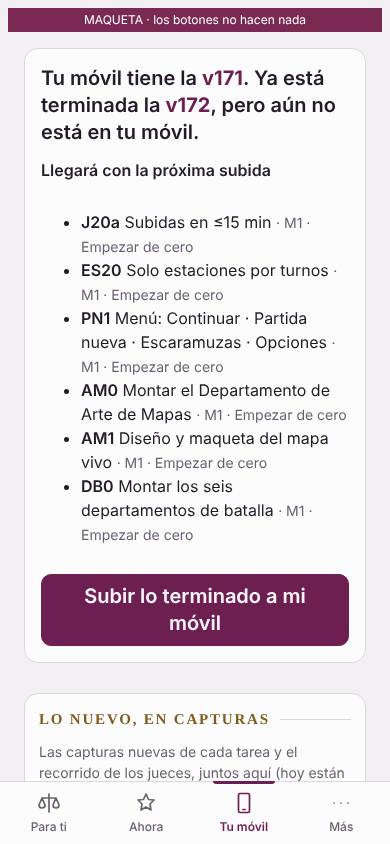 MAQUETA · los botones no hacen nada
Tu móvil tiene la v171. Ya está
terminada la v172, pero aún no
está en tu móvil.
Llegará con la próxima subida
• J20a Subidas en ≤15 min · M1 ·
Empezar de cero
• ES20 Solo estaciones por turnos ·
M1 · Empezar de cero
• PN1 Menú: Continuar · Partida
nueva · Escaramuzas · Opciones ·
M1 · Empezar de cero
• AM0 Montar el Departamento de
Arte de Mapas · M1 · Empezar de cero
• AM1 Diseño y maqueta del mapa
vivo · M1 · Empezar de cero
• DB0 Montar los seis
departamentos de batalla · M1 ·
Empezar de cero
Subir lo terminado a mi
móvil
LO NUEVO, EN CAPTURAS
Las capturas nuevas de cada tarea y el
recorrido de los jueces, juntos aquí (hoy están
Para ti
Ahora
Tu móvil
Más